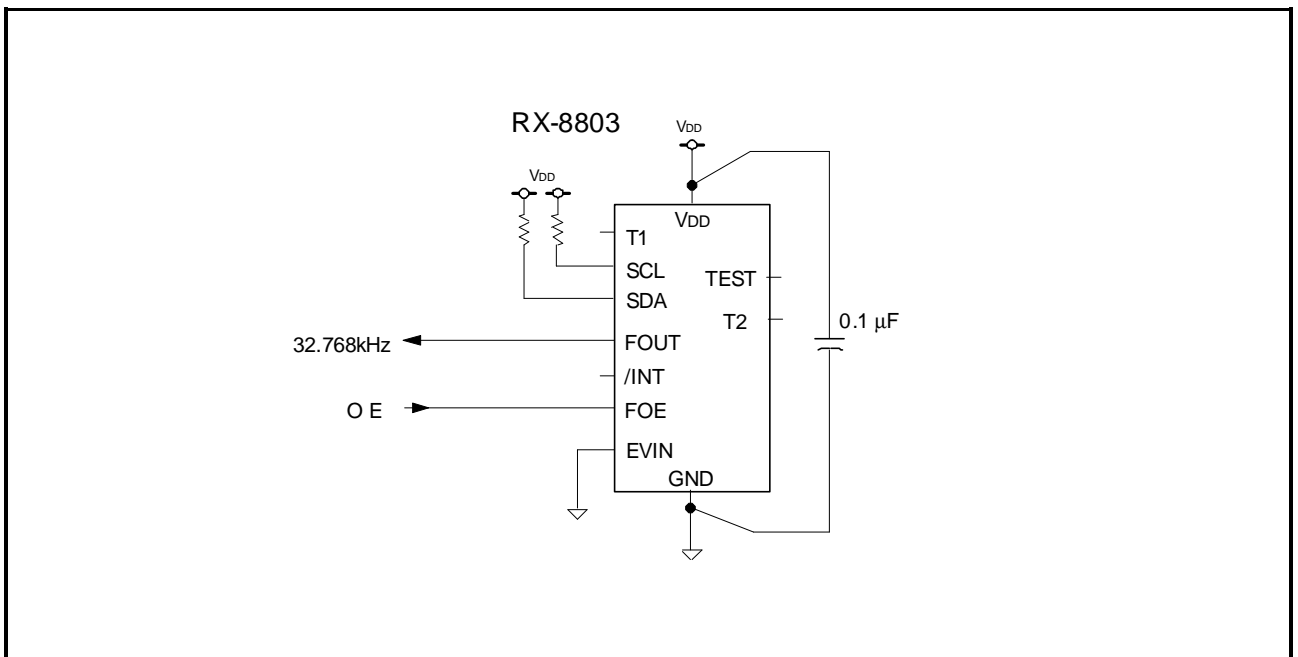 RX-8803
VDD
VDD
VDD
T1
SCL
TEST
SDA
T2
0.1 μF
FOUT
32.768kHz
/INT
O E
FOE
EVIN
GND